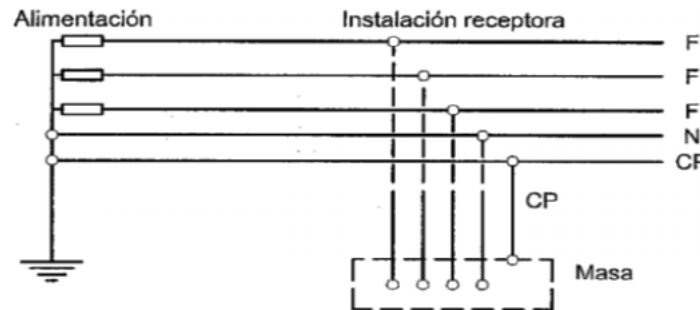 Alimentación Instalación receptora
F
F
F
N
CP
CP
Masa